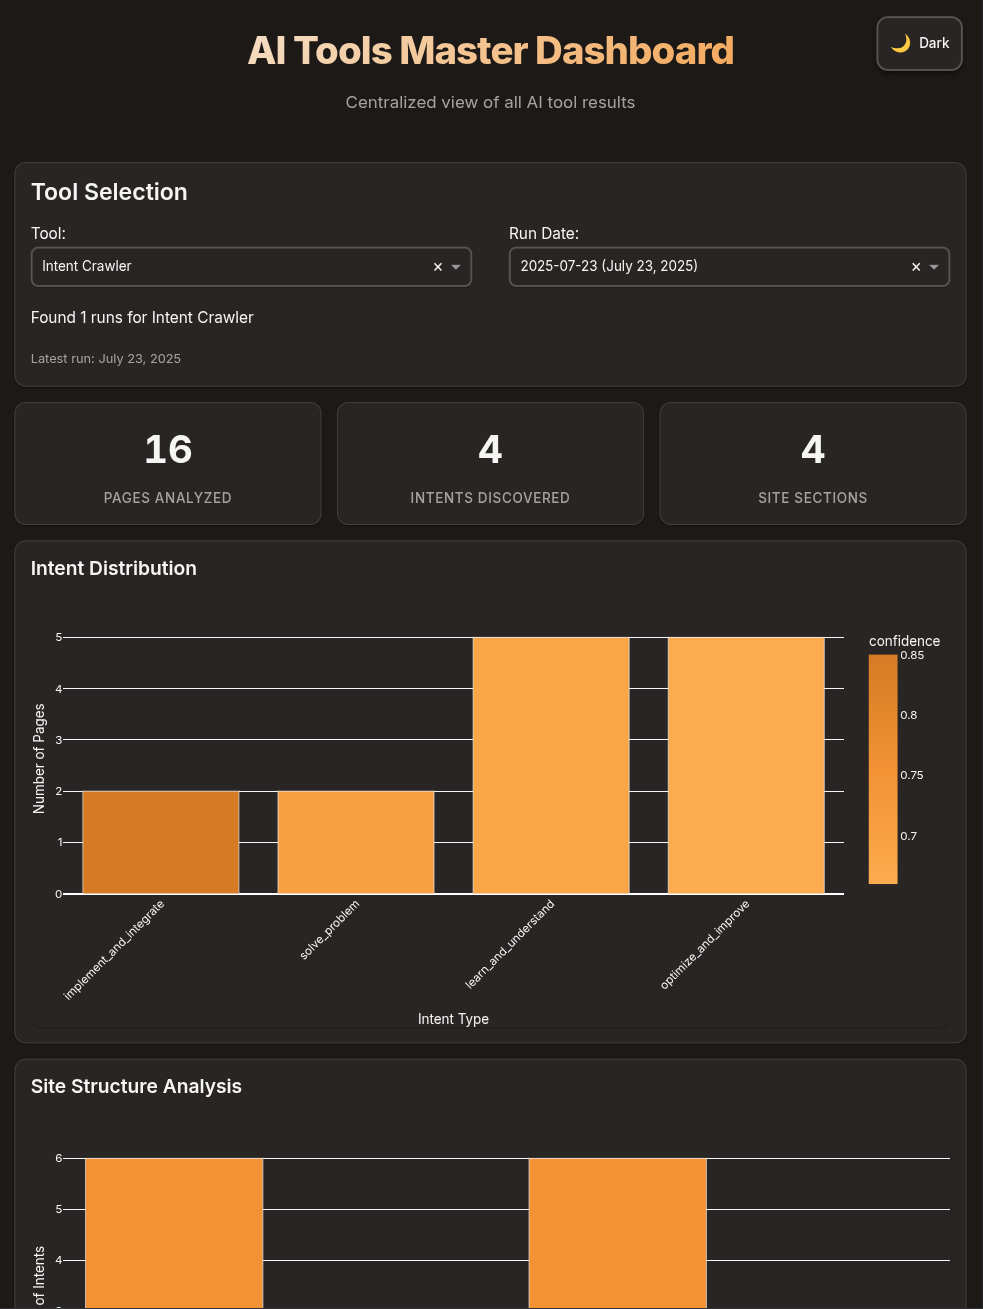 AI Tools Master Dashboard
🌙 Dark
Centralized view of all AI tool results
Tool Selection
Tool:
Run Date:
Intent Crawler
×
2025-07-23 (July 23, 2025)
×
Found 1 runs for Intent Crawler
Latest run: July 23, 2025
16
4
4
PAGES ANALYZED
INTENTS DISCOVERED
SITE SECTIONS
Intent Distribution
Number of Pages
5
4
3
2
1
0
implement_and_integrate
solve_problem
learn_and_understand
optimize_and_improve
Intent Type
confidence
0.85
0.8
0.75
0.7
Site Structure Analysis
6
5
4
of Intents